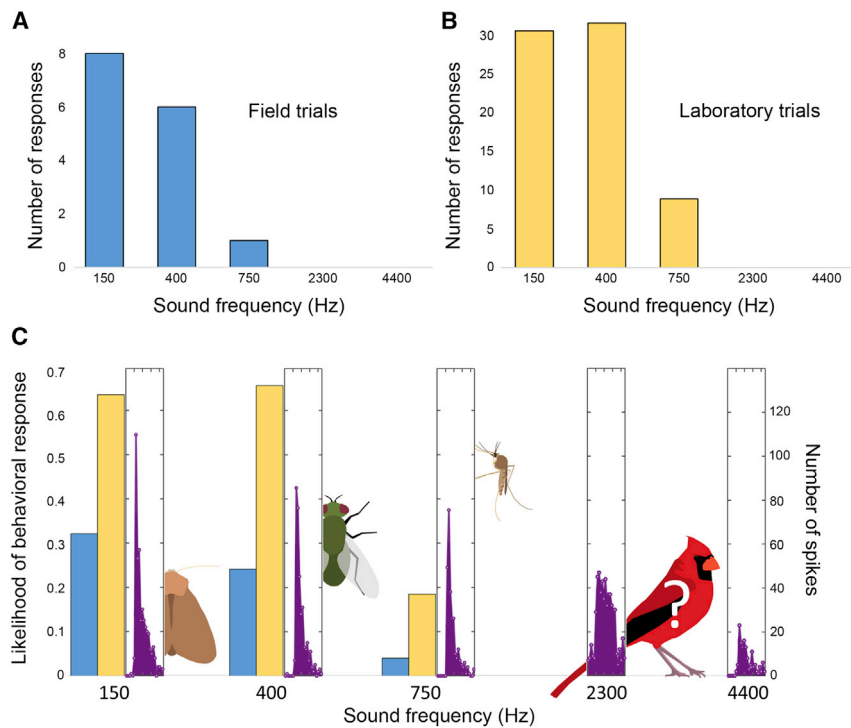 A
Number of responses
8
6
4
2
0
Field trials
150 400 750 2300 4400
Sound frequency (Hz)
B
Number of responses
30
25
20
15
10
5
0
Laboratory trials
150 400 750 2300 4400
Sound frequency (Hz)
C
Likelihood of behavioral response
0.7
0.6
0.5
0.4
0.3
0.2
0.1
0
?
120
100
80
60
40
20
0
Number of spikes
150 400 750 2300 4400
Sound frequency (Hz)